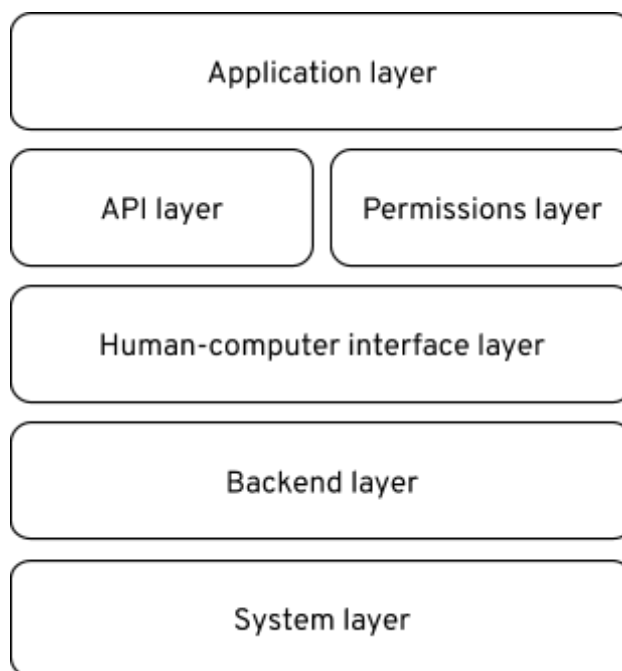 Application layer
API layer
Permissions layer
Human-computer interface layer
Backend layer
System layer